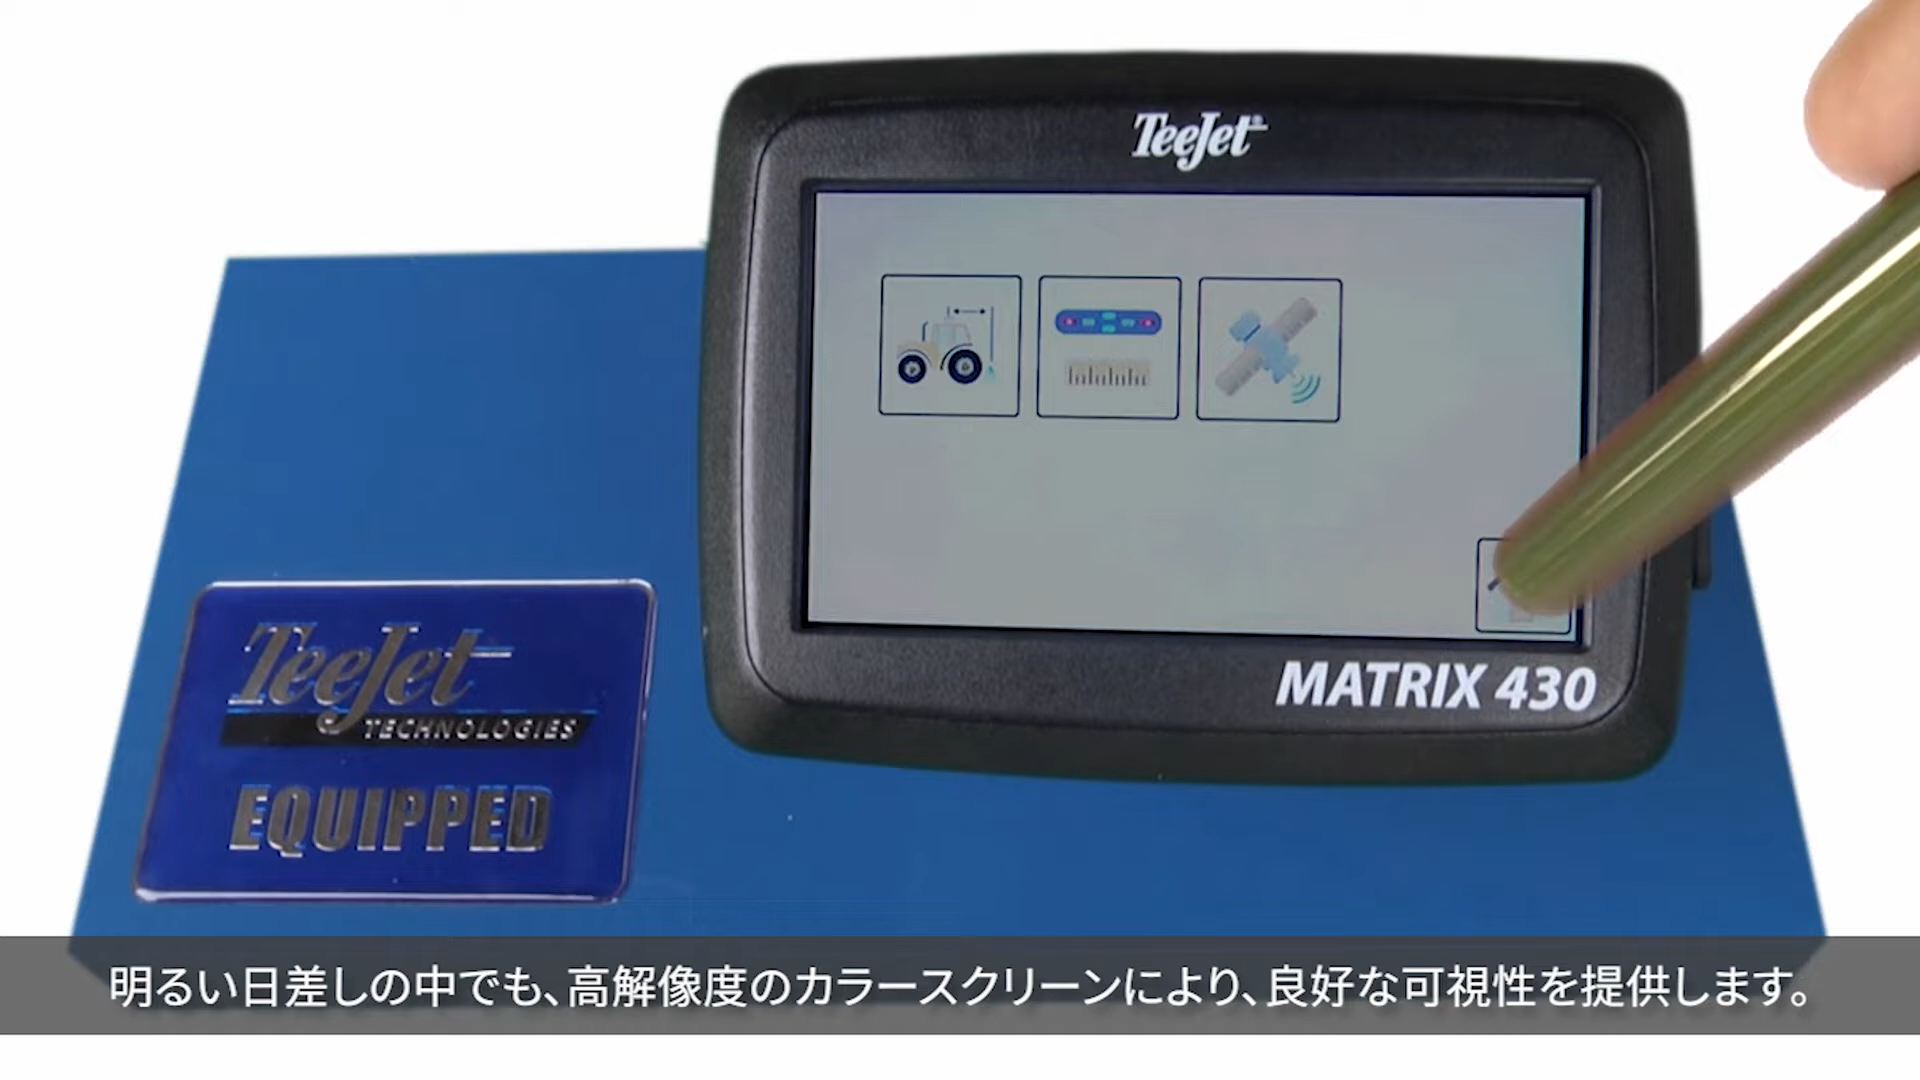 TeeJet®
MATRIX 430
TeeJet
TECHNOLOGIES
EQUIPPED
明るい日差しの中でも、高解像度のカラースクリーンにより、良好な可視性を提供します。